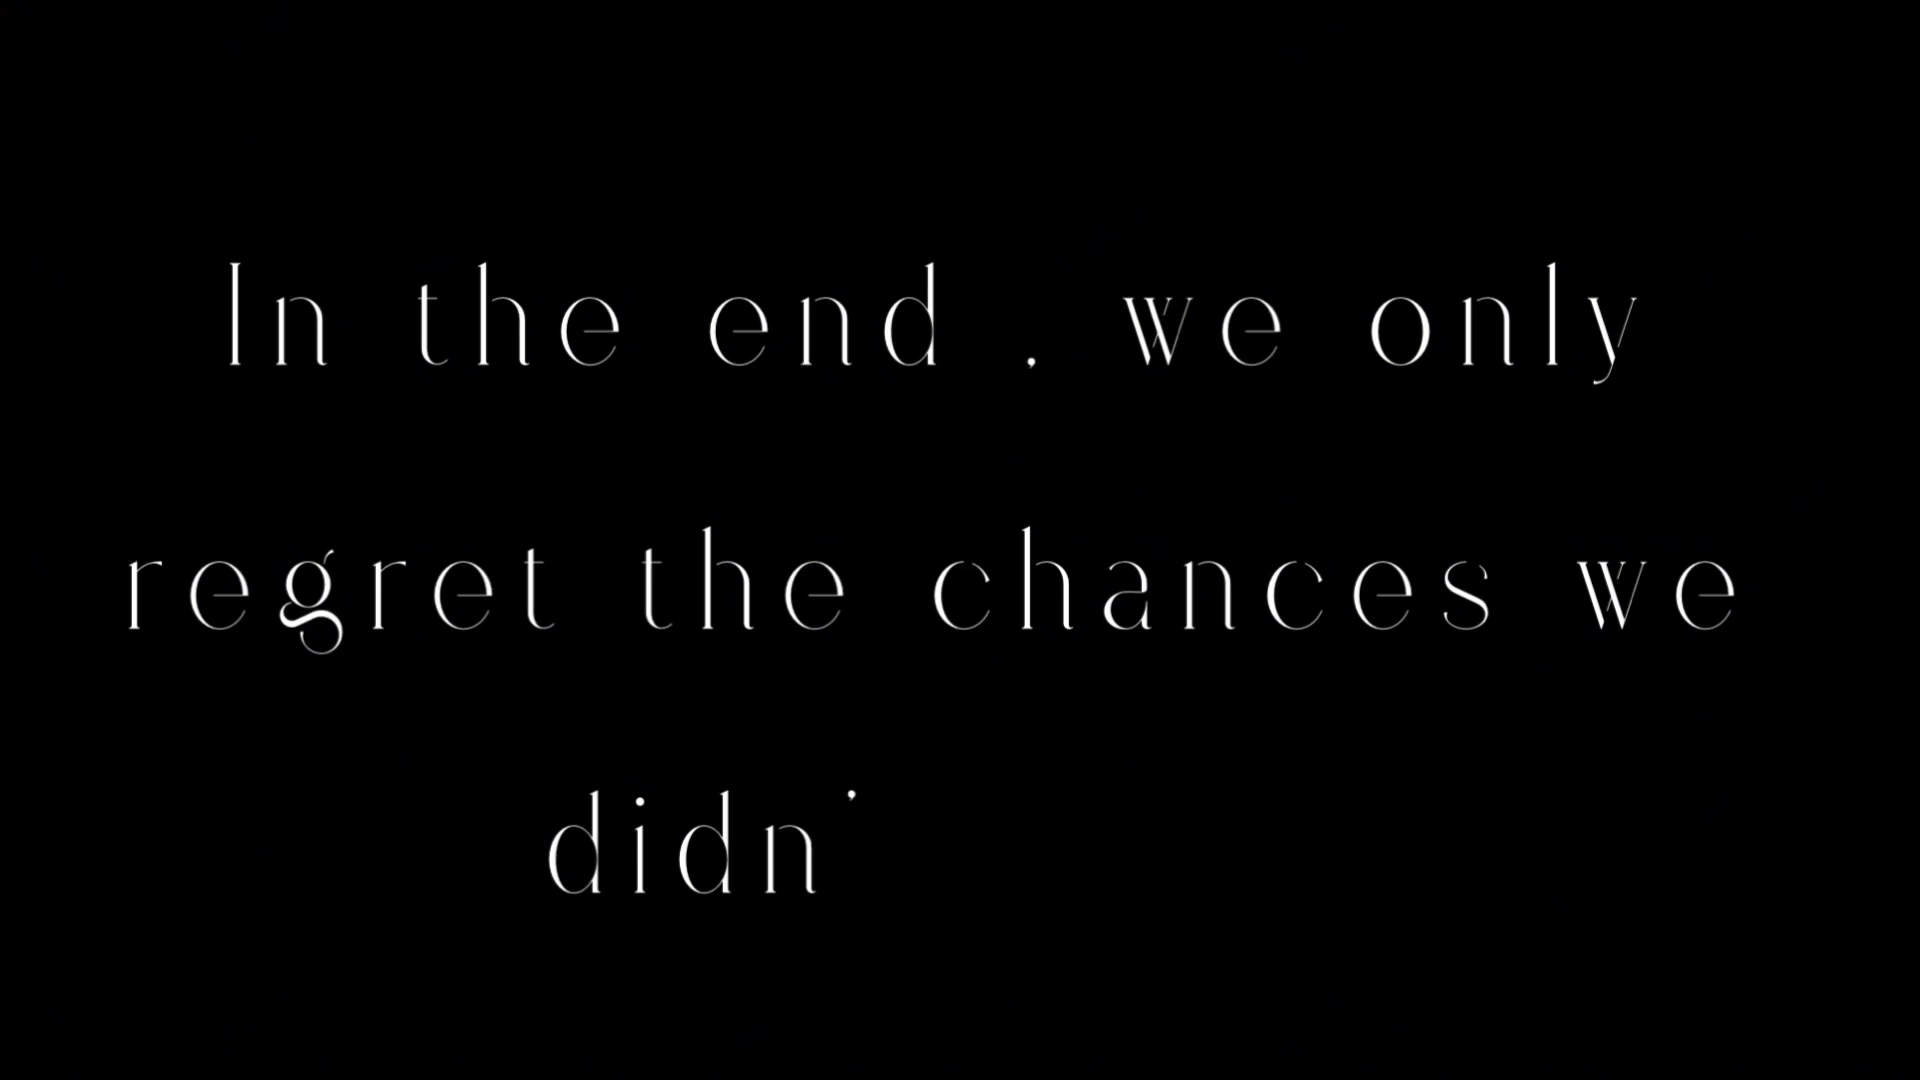 In the end , we only
regret the chances we
didn'